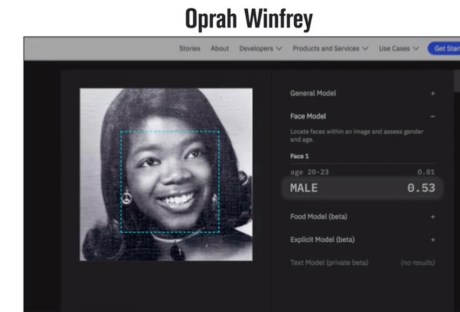 Oprah Winfrey
Stories About Developers Products and Services Use Cases Get Star
General Model +
Face Model –
Locate faces within an image and assess gender
and age.
Face 1
age 20-23 0.81
MALE 0.53
Food Model (beta) +
Explicit Model (beta) +
Text Model (private beta) (no results)